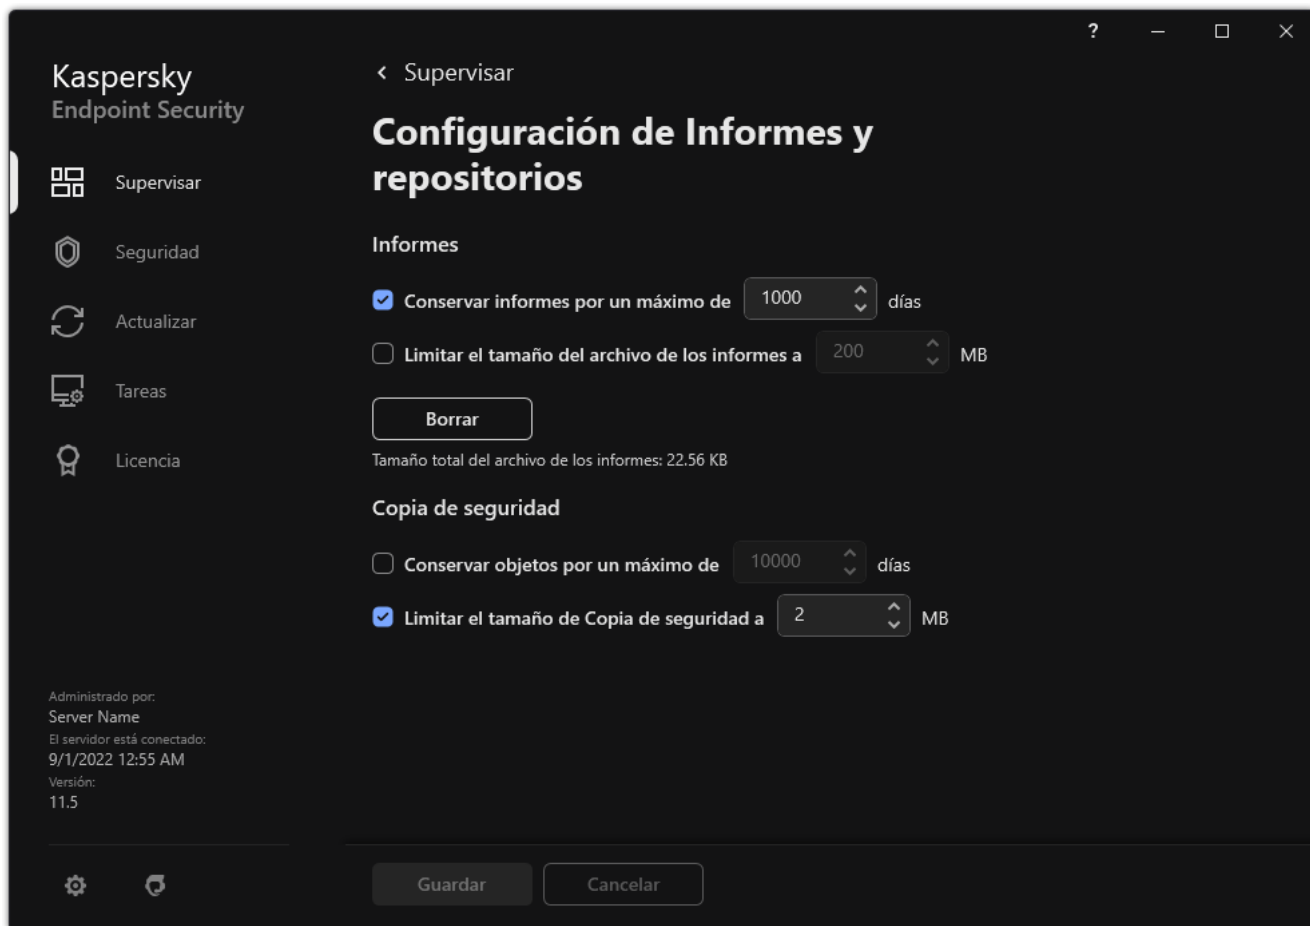 ?
Kaspersky
Endpoint Security
Supervisar
Seguridad
Actualizar
Tareas
Licencia
Administrado por:
Server Name
El servidor está conectado:
9/1/2022 12:55 AM
Versión:
11.5
Supervisar
Configuración de Informes y
repositorios
Informes
Conservar informes por un máximo de 1000 días
Limitar el tamaño del archivo de los informes a 200 MB
Borrar
Tamaño total del archivo de los informes: 22.56 KB
Copia de seguridad
Conservar objetos por un máximo de 10000 días
Limitar el tamaño de Copia de seguridad a 2 MB
Guardar Cancelar